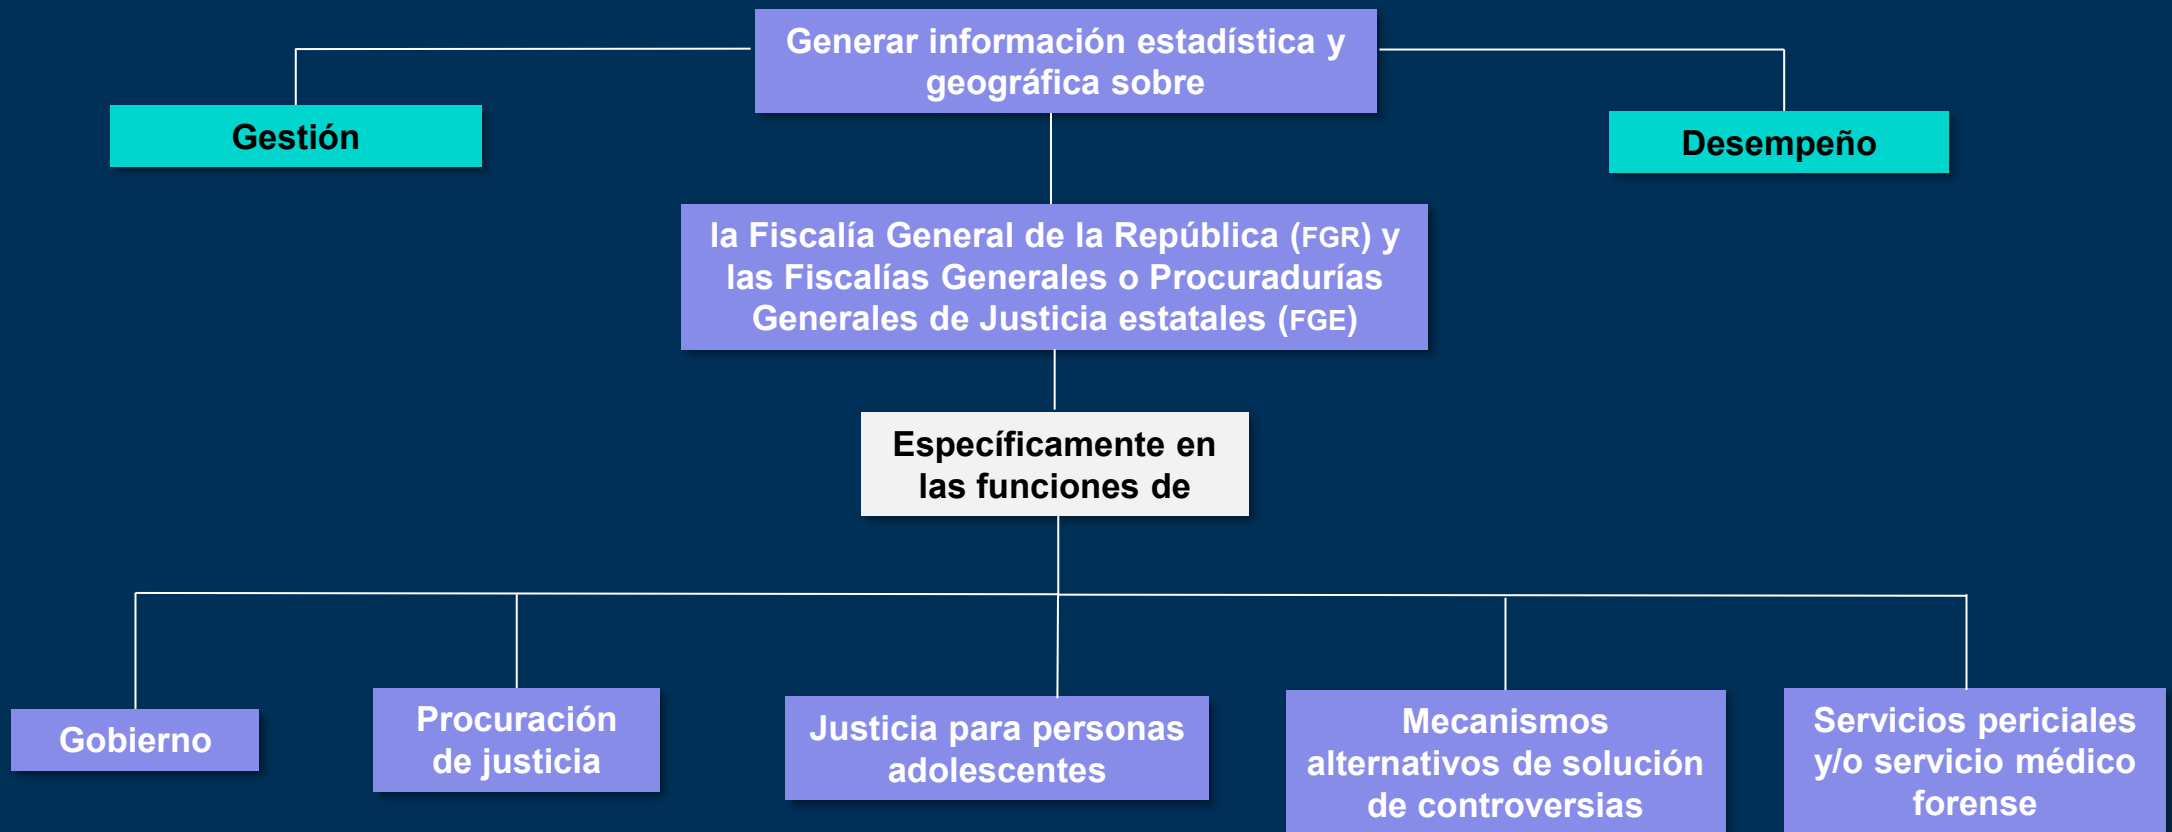 Generar información estadística y
geográfica sobre
Gestión
Desempeño
la Fiscalía General de la República (FGR) y
las Fiscalías Generales o Procuradurías
Generales de Justicia estatales (FGE)
Específicamente en
las funciones de
Gobierno
Procuración
de justicia
Justicia para personas
adolescentes
Mecanismos
alternativos de solución
de controversias
Servicios periciales
y/o servicio médico
forense